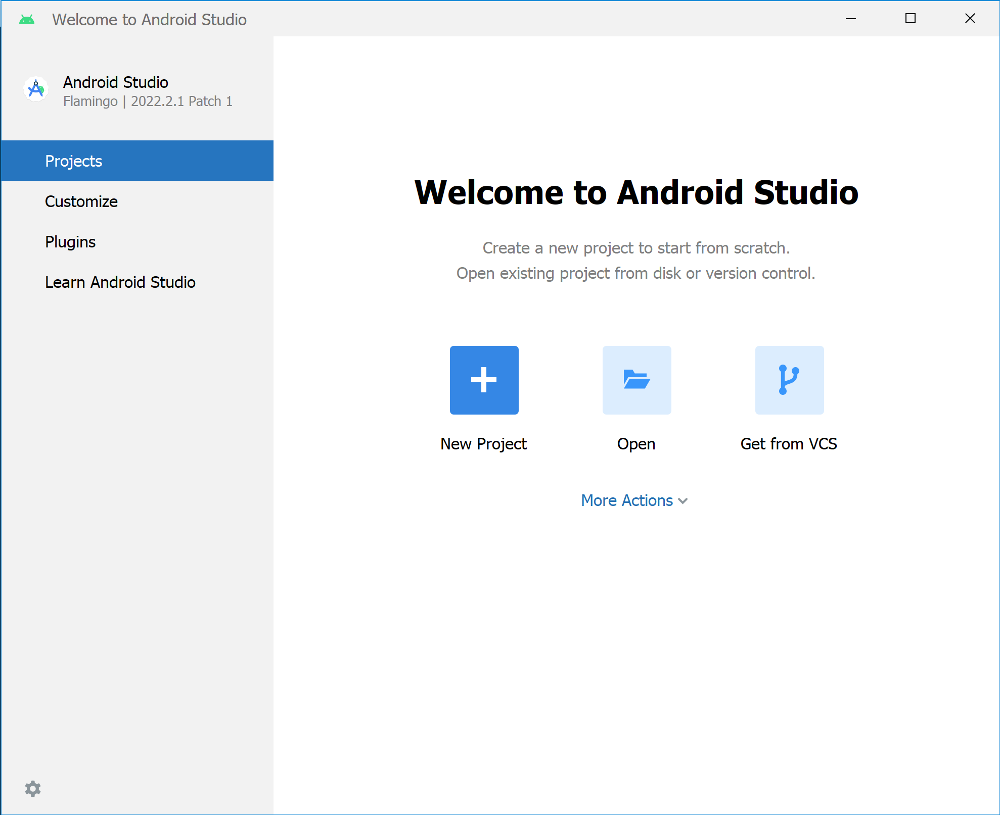 Welcome to Android Studio
Android Studio
Flamingo | 2022.2.1 Patch 1
Projects
Customize
Plugins
Learn Android Studio
Welcome to Android Studio
Create a new project to start from scratch.
Open existing project from disk or version control.
New Project
Open
Get from VCS
More Actions